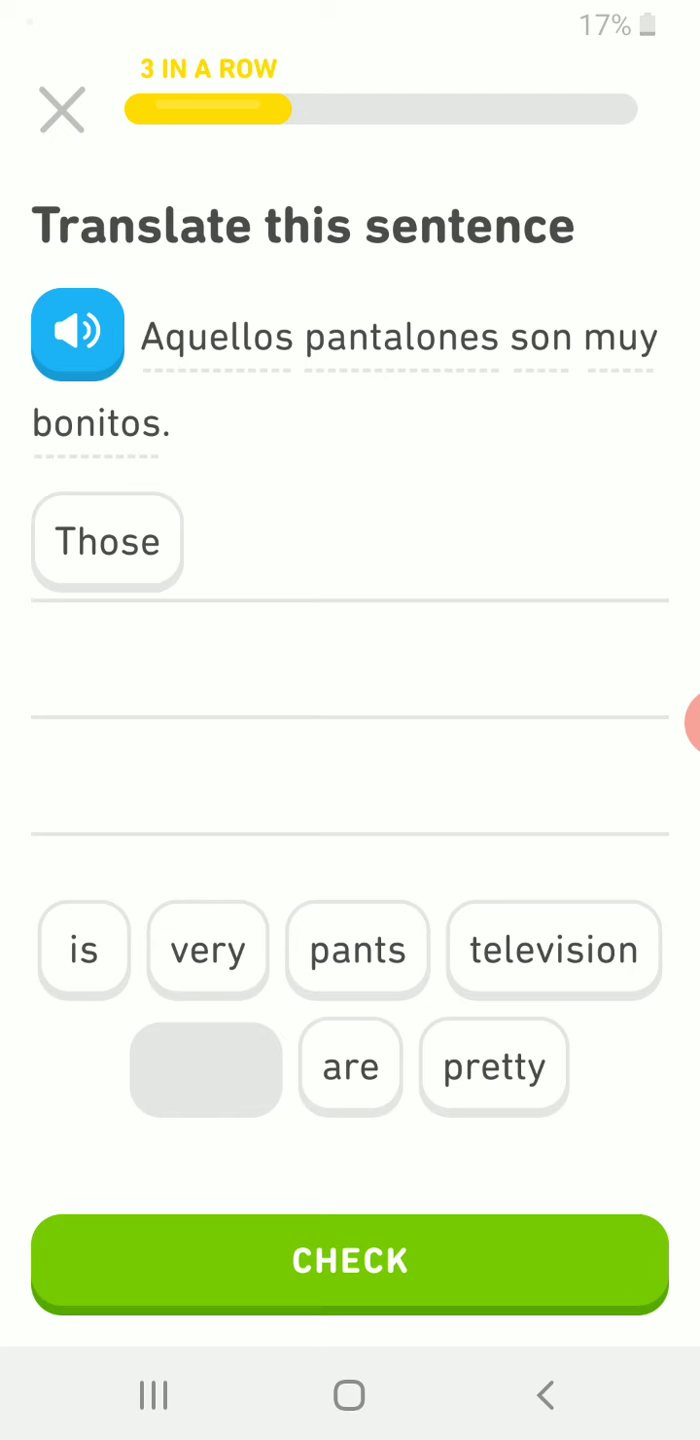 17%
3 IN A ROW
Translate this sentence
Aquellos pantalones son muy
bonitos.
Those
is very pants television
are pretty
CHECK